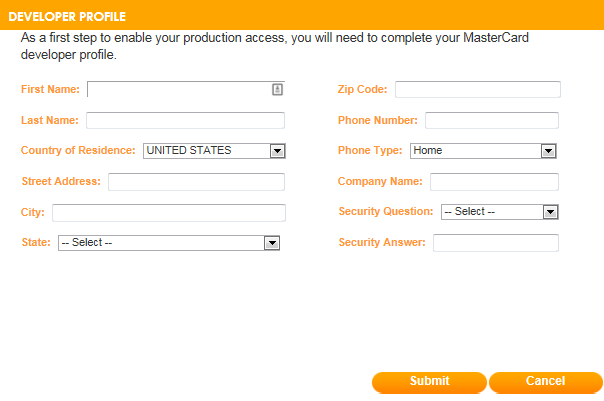 DEVELOPER PROFILE
As a first step to enable your production access, you will need to complete your MasterCard
developer profile.
First Name:
Zip Code:
Last Name:
Phone Number:
Country of Residence: UNITED STATES
Phone Type: Home
Street Address:
Company Name:
City:
Security Question: -- Select --
State: -- Select --
Security Answer:
Submit
Cancel